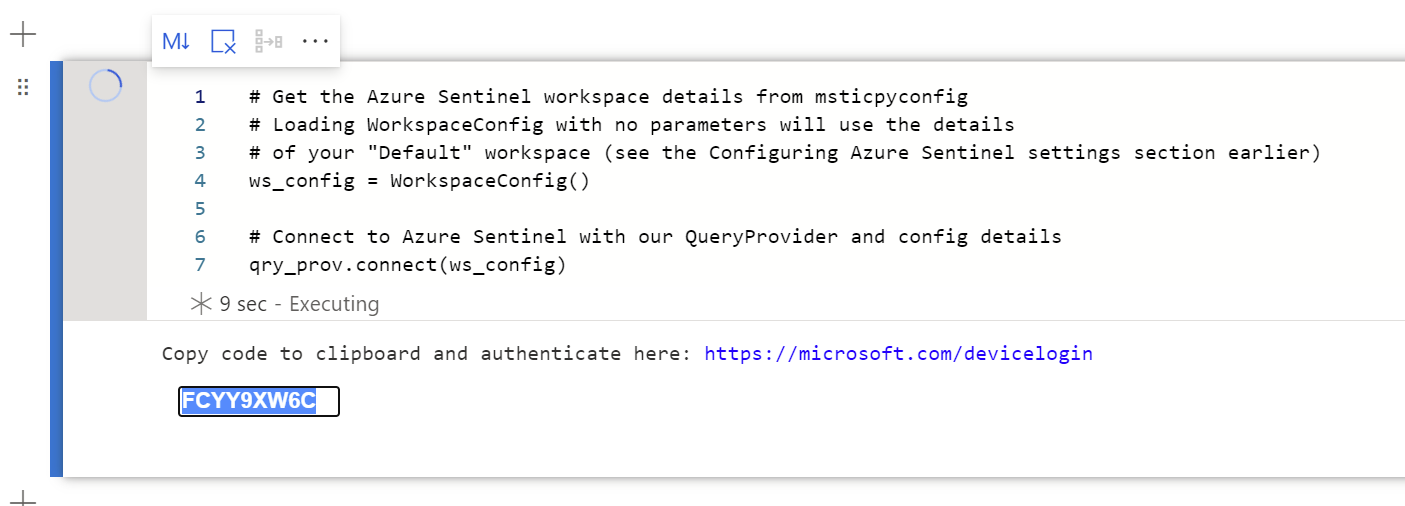 M↓
1 # Get the Azure Sentinel workspace details from msticpyconfig
2 # Loading WorkspaceConfig with no parameters will use the details
3 # of your "Default" workspace (see the Configuring Azure Sentinel settings section earlier)
4 ws_config = WorkspaceConfig()
5
6 # Connect to Azure Sentinel with our QueryProvider and config details
7 qry_prov.connect(ws_config)
9 sec - Executing
Copy code to clipboard and authenticate here: https://microsoft.com/devicelogin
FCYY9XW6C